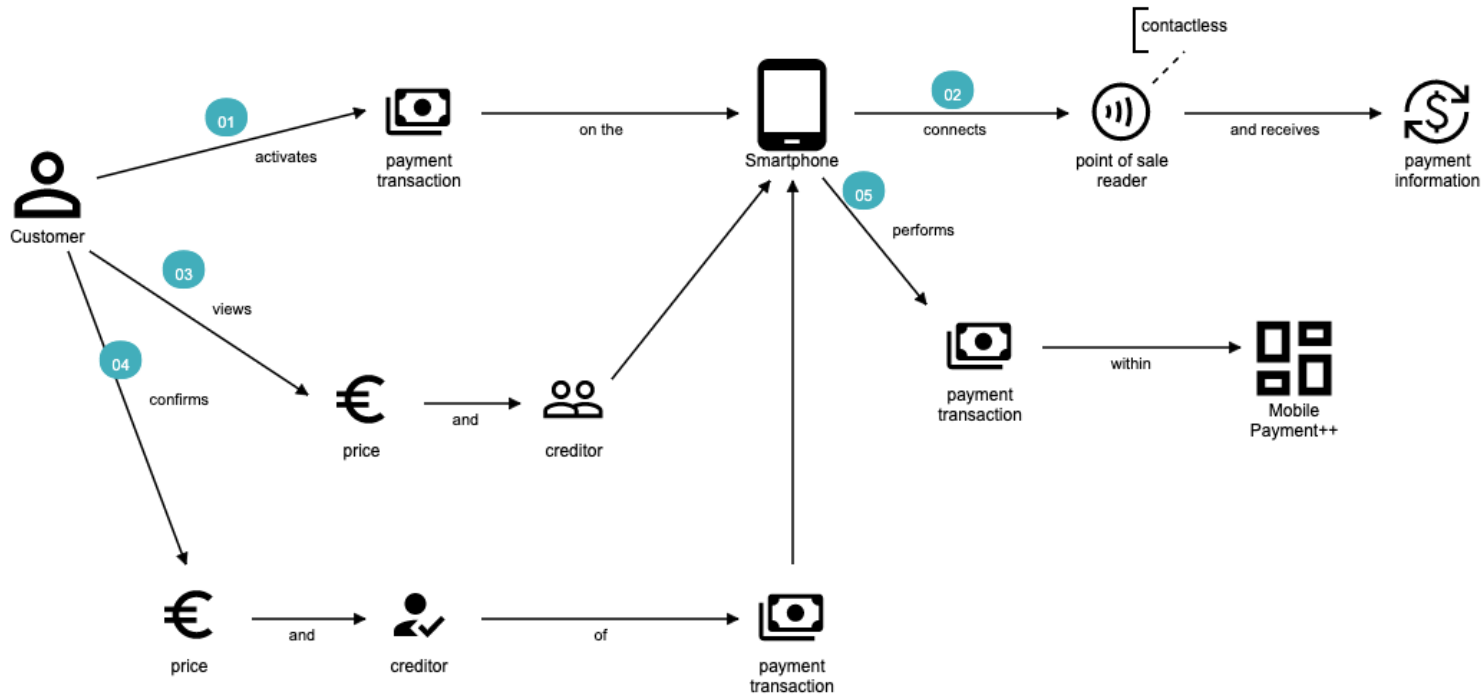 contactless
01
02
activates
on the
connects
and receives
payment
transaction
Smartphone
point of sale
reader
payment
information
05
performs
Customer
03
views
04
confirms
price
and
creditor
payment
transaction
within
Mobile
Payment++
price
and
creditor
of
payment
transaction